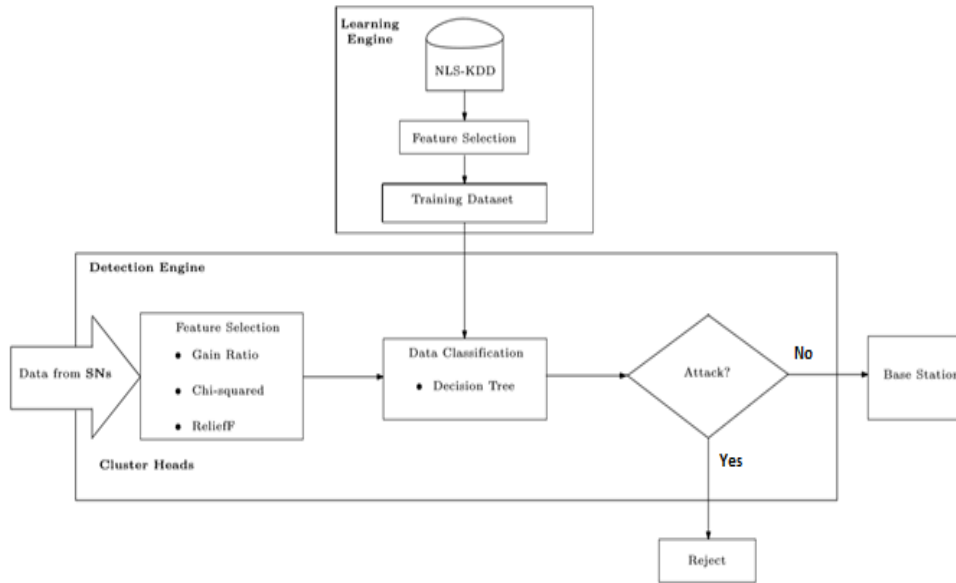 Learning
Engine
NLS-KDD
Feature Selection
Training Dataset
Detection Engine
Data from SNs
Feature Selection
• Gain Ratio
• Chi-squared
• ReliefF
Cluster Heads
Data Classification
• Decision Tree
Attack?
No
Base Station
Yes
Reject